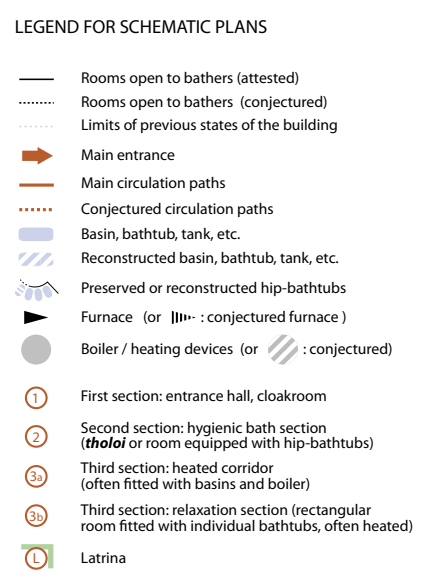 LEGEND FOR SCHEMATIC PLANS
Rooms open to bathers (attested)
Rooms open to bathers (conjectured)
Limits of previous states of the building
Main entrance
Main circulation paths
Conjectured circulation paths
Basin, bathtub, tank, etc.
Reconstructed basin, bathtub, tank, etc.
Preserved or reconstructed hip-bathtubs
Furnace (or : conjectured furnace )
Boiler / heating devices (or : conjectured)
1 First section: entrance hall, cloakroom
2 Second section: hygienic bath section
(tholoi or room equipped with hip-bathtubs)
3a Third section: heated corridor
(often fitted with basins and boiler)
3b Third section: relaxation section (rectangular
room fitted with individual bathtubs, often heated)
L Latrina